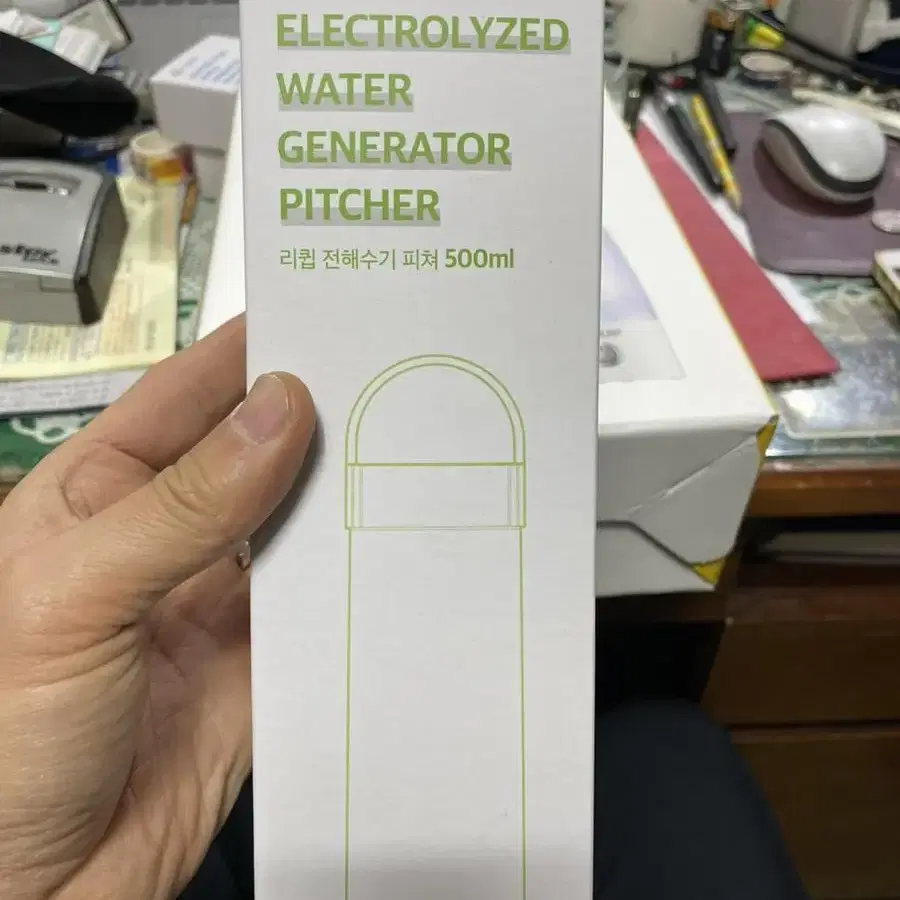 ELECTROLYZED
WATER
GENERATOR
PITCHER
리큅 전해수기 피쳐 500ml